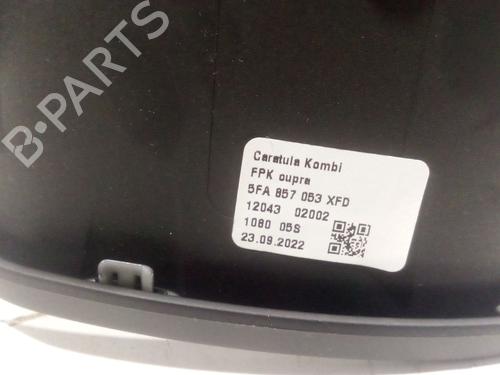 B-PARTS
Caratula Kombi
FPK cupra
5FA 857 053 XFD
12043 02002
1080 05S
23.09.2022